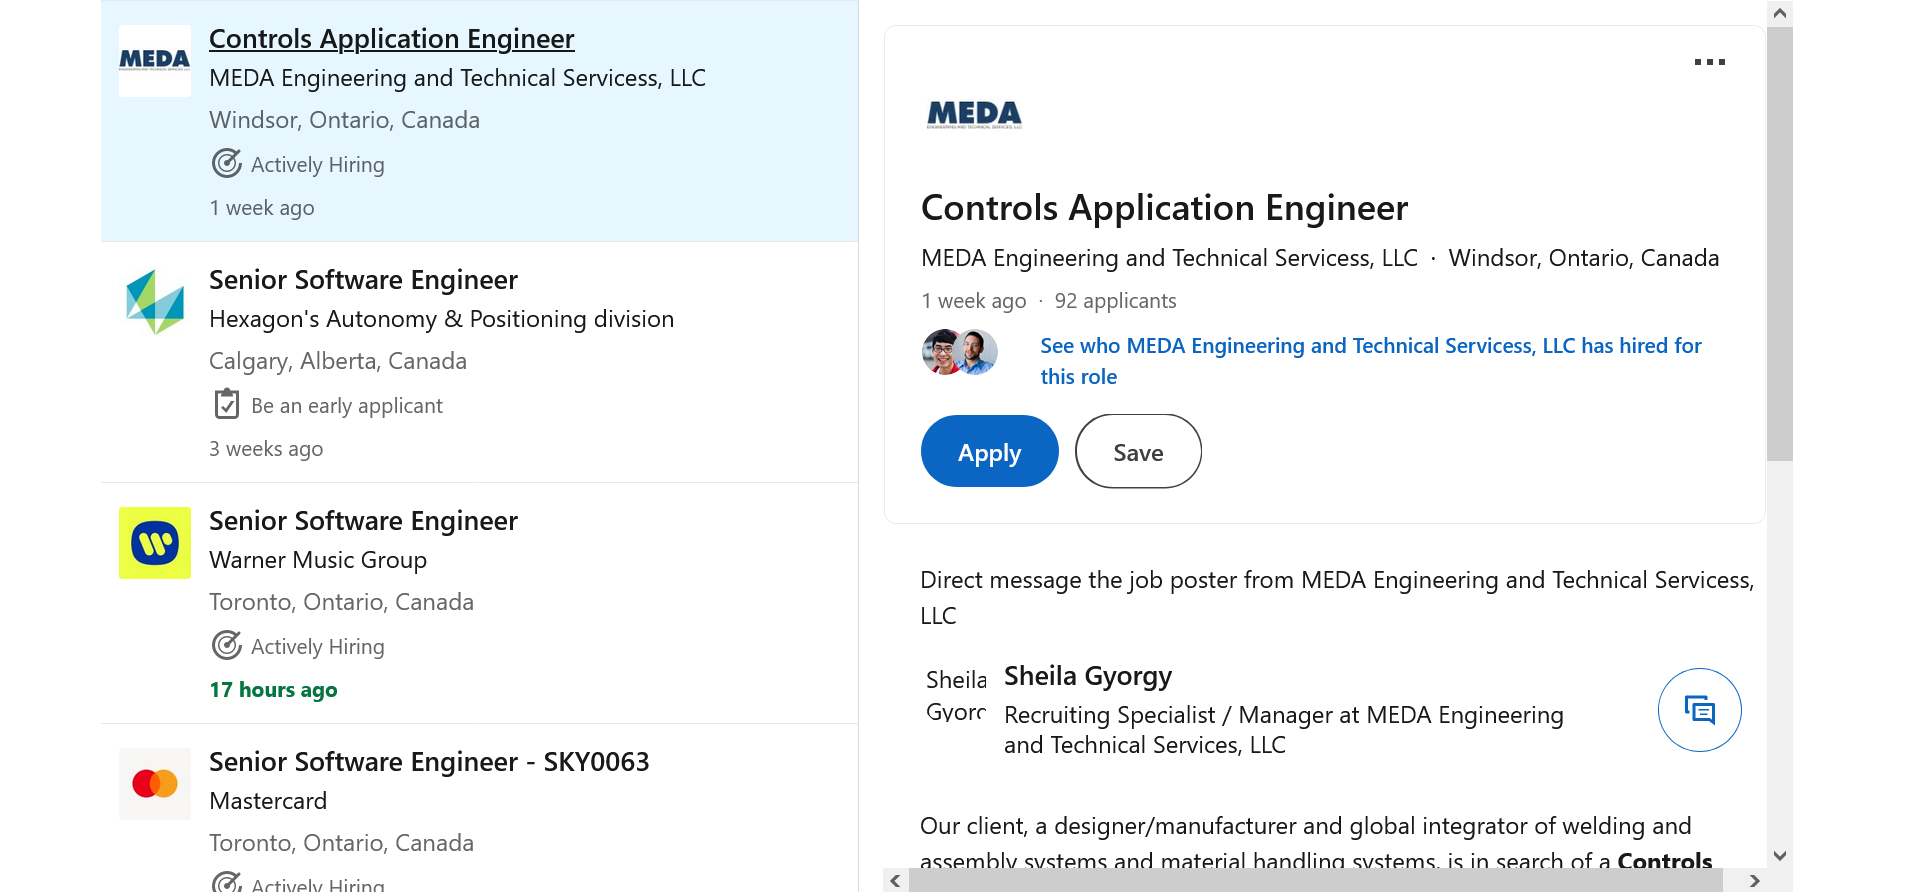 MEDA
Controls Application Engineer
MEDA Engineering and Technical Servicess, LLC
Windsor, Ontario, Canada
Actively Hiring
1 week ago
Senior Software Engineer
Hexagon's Autonomy & Positioning division
Calgary, Alberta, Canada
Be an early applicant
3 weeks ago
Senior Software Engineer
Warner Music Group
Toronto, Ontario, Canada
Actively Hiring
17 hours ago
Senior Software Engineer - SKY0063
Mastercard
Toronto, Ontario, Canada
Actively Hiring
MEDA
ENGINEERING AND TECHNICAL SERVICES, LLC
Controls Application Engineer
MEDA Engineering and Technical Servicess, LLC · Windsor, Ontario, Canada
1 week ago · 92 applicants
See who MEDA Engineering and Technical Servicess, LLC has hired for
this role
Apply
Save
Direct message the job poster from MEDA Engineering and Technical Servicess,
LLC
Sheila
Gyorg
Sheila Gyorgy
Recruiting Specialist / Manager at MEDA Engineering
and Technical Services, LLC
Our client, a designer/manufacturer and global integrator of welding and
assembly systems and material handling systems, is in search of a Controls